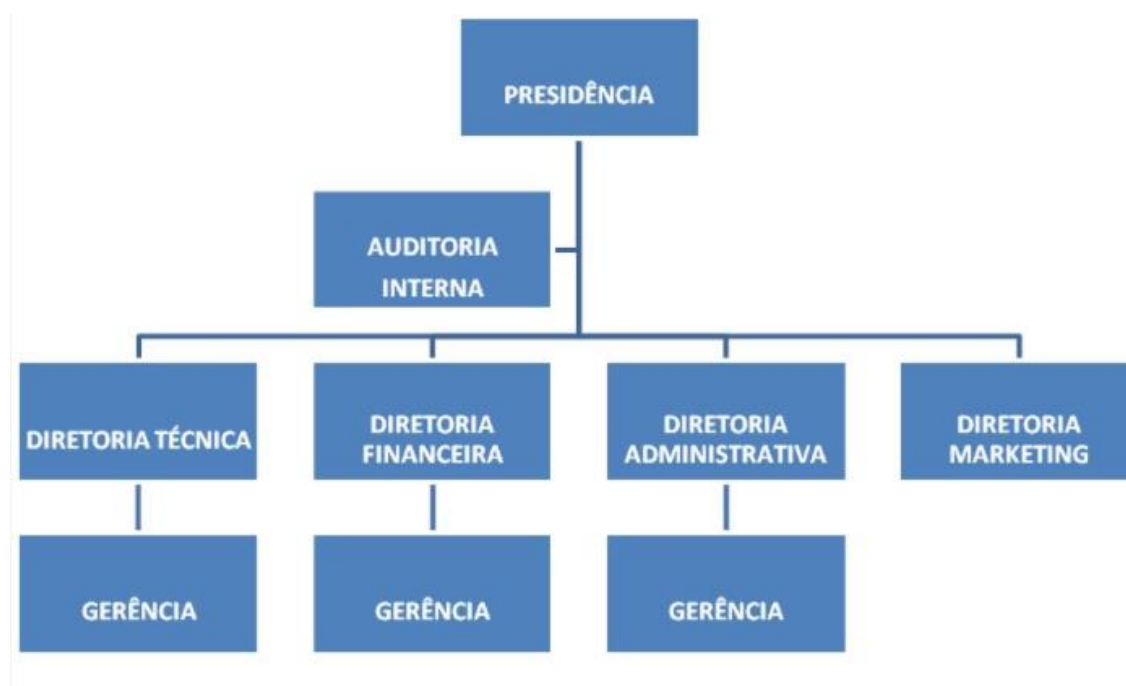 PRESIDÊNCIA
AUDITORIA
INTERNA
DIRETORIA TÉCNICA
DIRETORIA
FINANCEIRA
DIRETORIA
ADMINISTRATIVA
DIRETORIA
MARKETING
GERÊNCIA
GERÊNCIA
GERÊNCIA